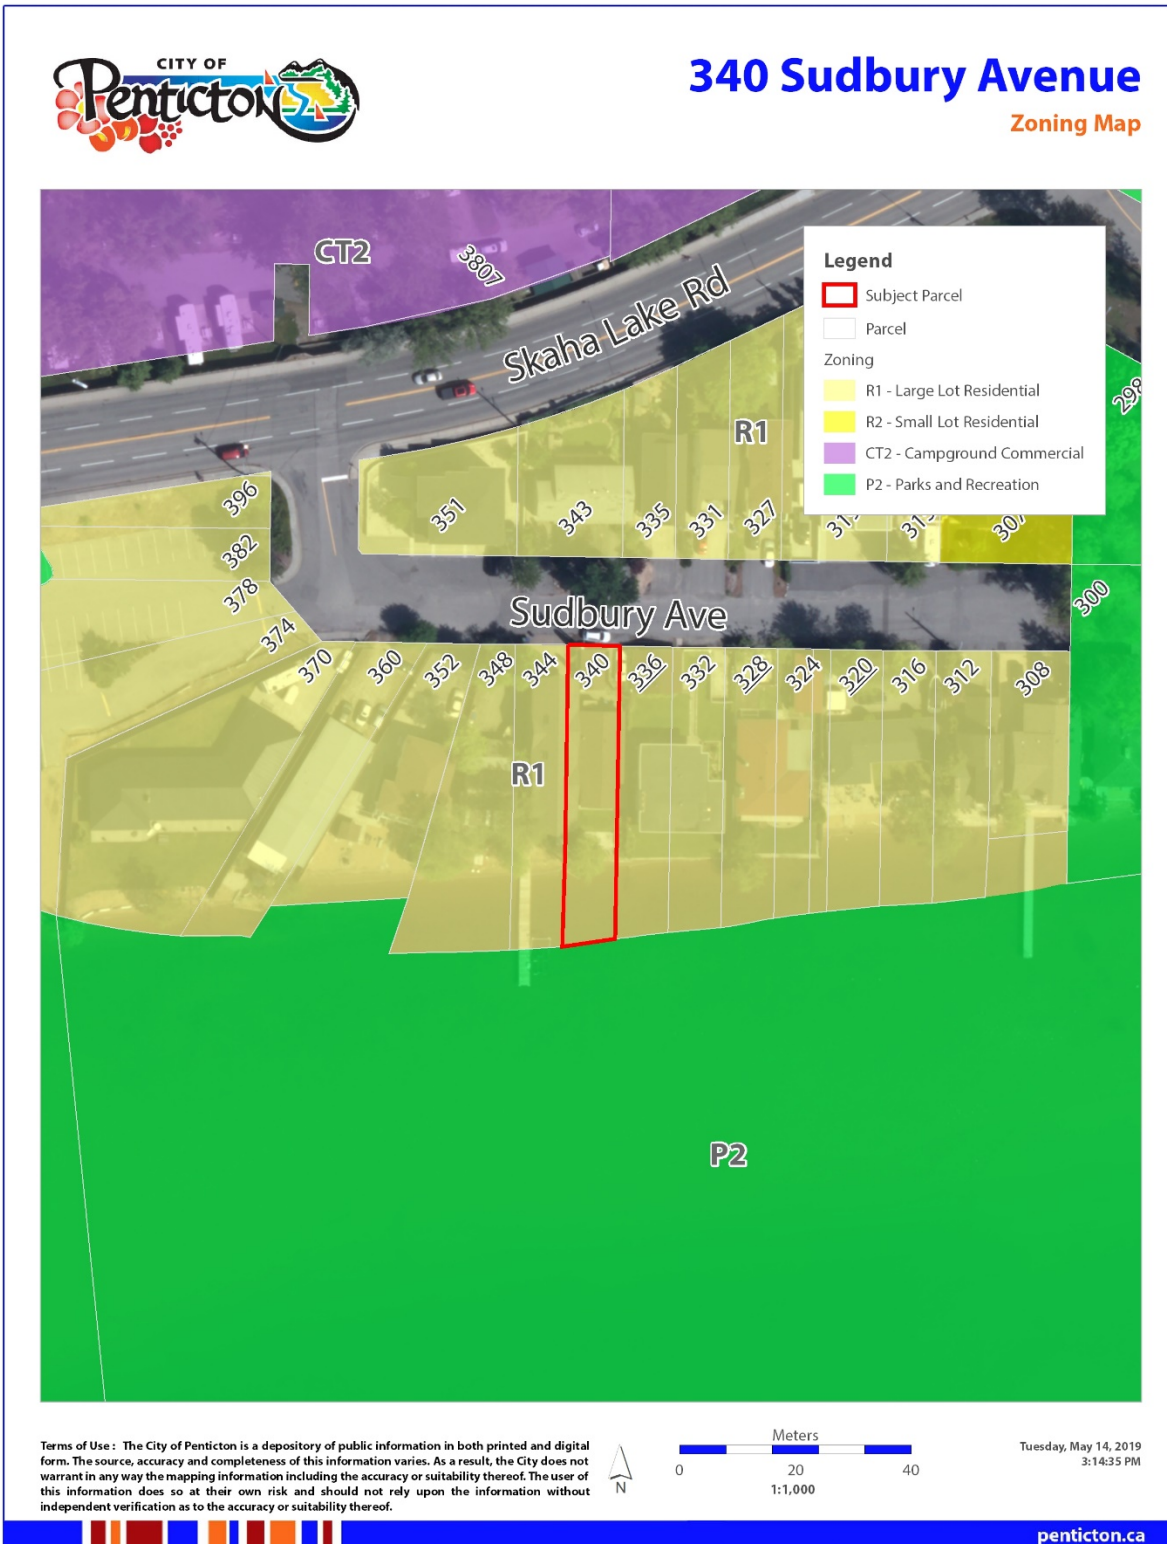 CITY OF
Penticton
340 Sudbury Avenue
Zoning Map
CT2
3807
Skaha Lake Rd
Legend
Subject Parcel
Parcel
Zoning
R1 - Large Lot Residential
R2 - Small Lot Residential
CT2 - Campground Commercial
P2 - Parks and Recreation
298
R1
396
351
343
335
331
327
307
382
378
374
300
Sudbury Ave
370
360
352
348
344
340
336
332
328
324
320
316
312
308
R1
P2
Terms of Use : The City of Penticton is a depository of public information in both printed and digital
form. The source, accuracy and completeness of this information varies. As a result, the City does not
warrant in any way the mapping information including the accuracy or suitability thereof. The user of
this information does so at their own risk and should not rely upon the information without
independent verification as to the accuracy or suitability thereof.
N
Meters
0 20 40
1:1,000
Tuesday, May 14, 2019
3:14:35 PM
penticton.ca